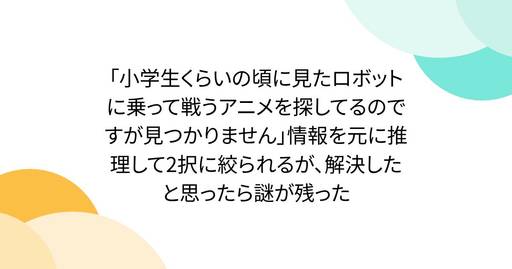 「小学生くらいの頃に見たロボット
に乗って戦うアニメを探してるので
すが見つかりません」情報を元に推
理して2択に絞られるが、解決した
と思ったら謎が残った